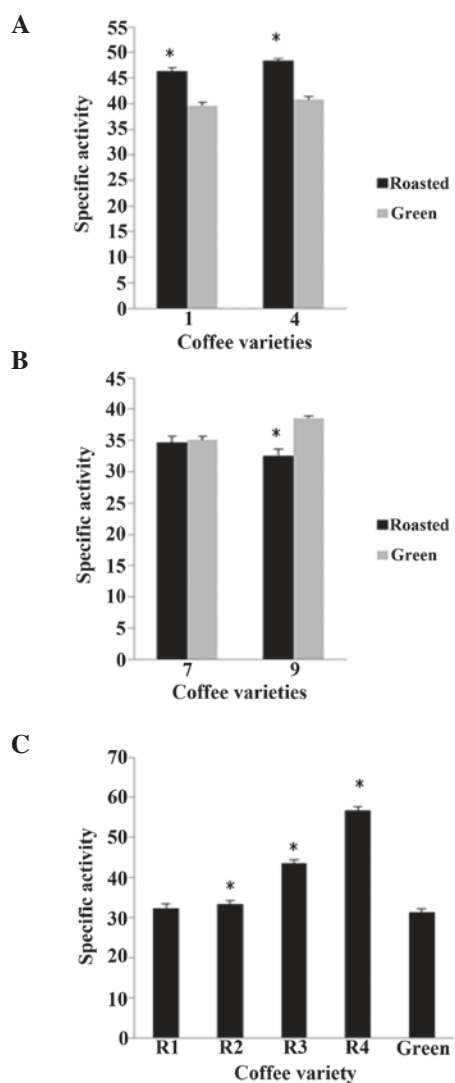 A
Specific activity
55
50
45
40
35
30
25
20
15
10
5
0
*
*
1
4
Coffee varieties
Roasted
Green
B
Specific activity
45
40
35
30
25
20
15
10
5
0
*
7
9
Coffee varieties
Roasted
Green
C
Specific activity
70
60
50
40
30
20
10
0
*
*
*
R1 R2 R3 R4 Green
Coffee variety